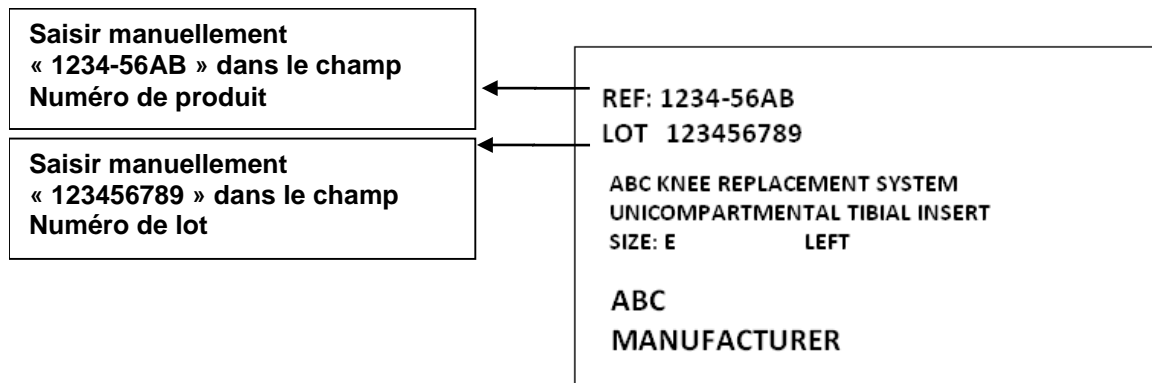 Saisir manuellement
« 1234-56AB » dans le champ
Numéro de produit
Saisir manuellement
« 123456789 » dans le champ
Numéro de lot
REF: 1234-56AB
LOT 123456789
ABC KNEE REPLACEMENT SYSTEM
UNICOMPARTMENTAL TIBIAL INSERT
SIZE: E LEFT
ABC
MANUFACTURER